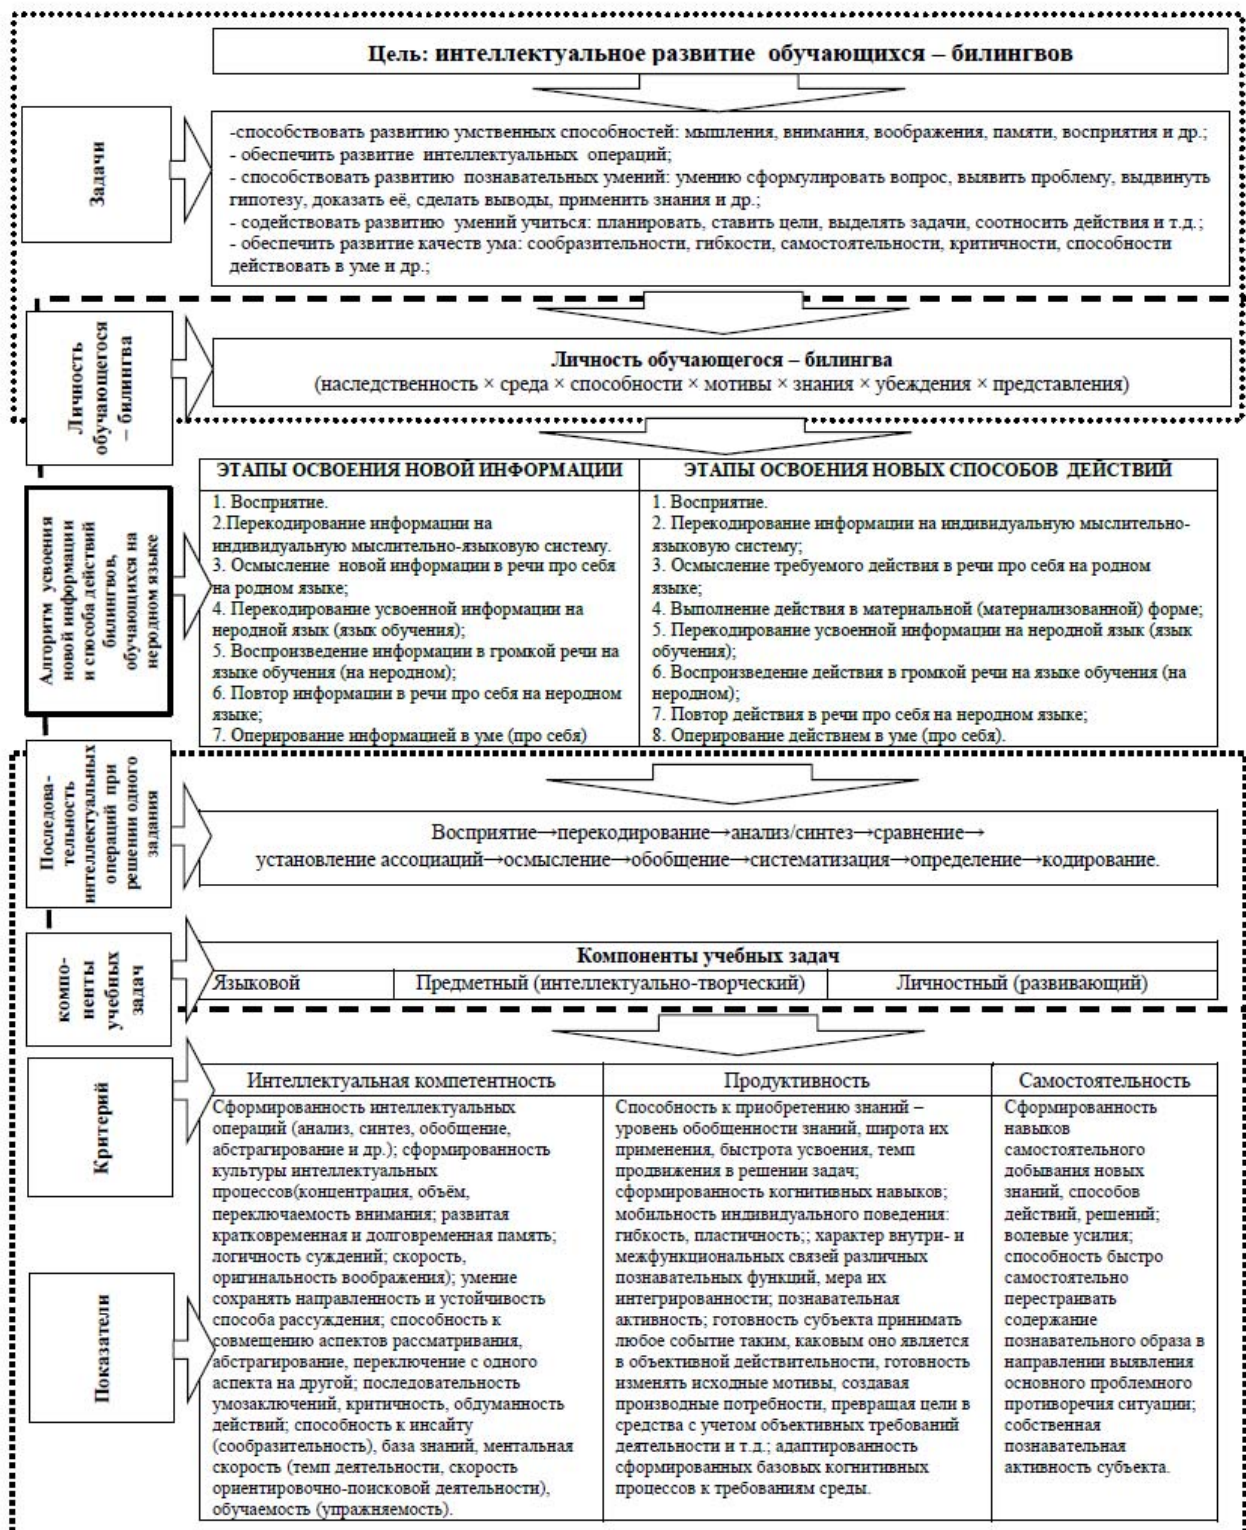 Цель: интеллектуальное развитие обучающихся – билингвов
Задачи
-способствовать развитию умственных способностей: мышления, внимания, воображения, памяти, восприятия и др.;
- обеспечить развитие интеллектуальных операций;
- способствовать развитию познавательных умений: умению сформулировать вопрос, выявить проблему, выдвинуть
гипотезу, доказать её, сделать выводы, применить знания и др.;
- содействовать развитию умений учиться: планировать, ставить цели, выделять задачи, соотносить действия и т.д.;
- обеспечить развитие качеств ума: сообразительности, гибкости, самостоятельности, критичности, способности
действовать в уме и др.;
Личность
обучающегося
– билингва
Личность обучающегося – билингва
(наследственность × среда × способности × мотивы × знания × убеждения × представления)
Алгоритм усвоения
новой информации
и способа действий
билингвов,
обучающихся на
неродном языке
ЭТАПЫ ОСВОЕНИЯ НОВОЙ ИНФОРМАЦИИ
1. Восприятие.
2.Перекодирование информации на
индивидуальную мыслительно-языковую систему.
3. Осмысление новой информации в речи про себя
на родном языке;
4. Перекодирование усвоенной информации на
неродной язык (язык обучения);
5. Воспроизведение информации в громкой речи на
языке обучения (на неродном);
6. Повтор информации в речи про себя на неродном
языке;
7. Оперирование информацией в уме (про себя)
ЭТАПЫ ОСВОЕНИЯ НОВЫХ СПОСОБОВ ДЕЙСТВИЙ
1. Восприятие.
2. Перекодирование информации на индивидуальную мыслительно-
языковую систему;
3. Осмысление требуемого действия в речи про себя на родном
языке;
4. Выполнение действия в материальной (материализованной) форме;
5. Перекодирование усвоенной информации на неродной язык (язык
обучения);
6. Воспроизведение действия в громкой речи на языке обучения (на
неродном);
7. Повтор действия в речи про себя на неродном языке;
8. Оперирование действием в уме (про себя).
Последова-
тельность
интеллектуальных
операций при
решении одного
задания
Восприятие→перекодирование→анализ/синтез→сравнение→
установление ассоциаций→осмысление→обобщение→систематизация→определение→кодирование.
компо-
ненты
учебных
задач
Компоненты учебных задач
Языковой
Предметный (интеллектуально-творческий)
Личностный (развивающий)
Критерий
Интеллектуальная компетентность
Продуктивность
Самостоятельность
Показатели
Сформированность интеллектуальных
операций (анализ, синтез, обобщение,
абстрагирование и др.); сформированность
культуры интеллектуальных
процессов(концентрация, объём,
переключаемость внимания; развитая
кратковременная и долговременная память;
логичность суждений; скорость,
оригинальность воображения); умение
сохранять направленность и устойчивость
способа рассуждения; способность к
совмещению аспектов рассматривания,
абстрагирование, переключение с одного
аспекта на другой; последовательность
умозаключений, критичность, обдуманность
действий; способность к инсайту
(сообразительность), база знаний, ментальная
скорость (темп деятельности, скорость
ориентировочно-поисковой деятельности),
обучаемость (упражняемость).
Способность к приобретению знаний –
уровень обобщенности знаний, широта их
применения, быстрота усвоения, темп
продвижения в решении задач;
сформированность когнитивных навыков;
мобильность индивидуального поведения:
гибкость, пластичность;; характер внутри- и
межфункциональных связей различных
познавательных функций, мера их
интегрированности; познавательная
активность; готовность субъекта принимать
любое событие таким, каковым оно является
в объективной действительности, готовность
изменять исходные мотивы, создавая
производные потребности, превращая цели в
средства с учетом объективных требований
деятельности и т.д.; адаптированность
сформированных базовых когнитивных
процессов к требованиям среды.
Сформированность
навыков
самостоятельного
добывания новых
знаний, способов
действий, решений;
волевые усилия;
способность быстро
самостоятельно
перестраивать
содержание
познавательного образа в
направлении выявления
основного проблемного
противоречия ситуации;
собственная
познавательная
активность субъекта.